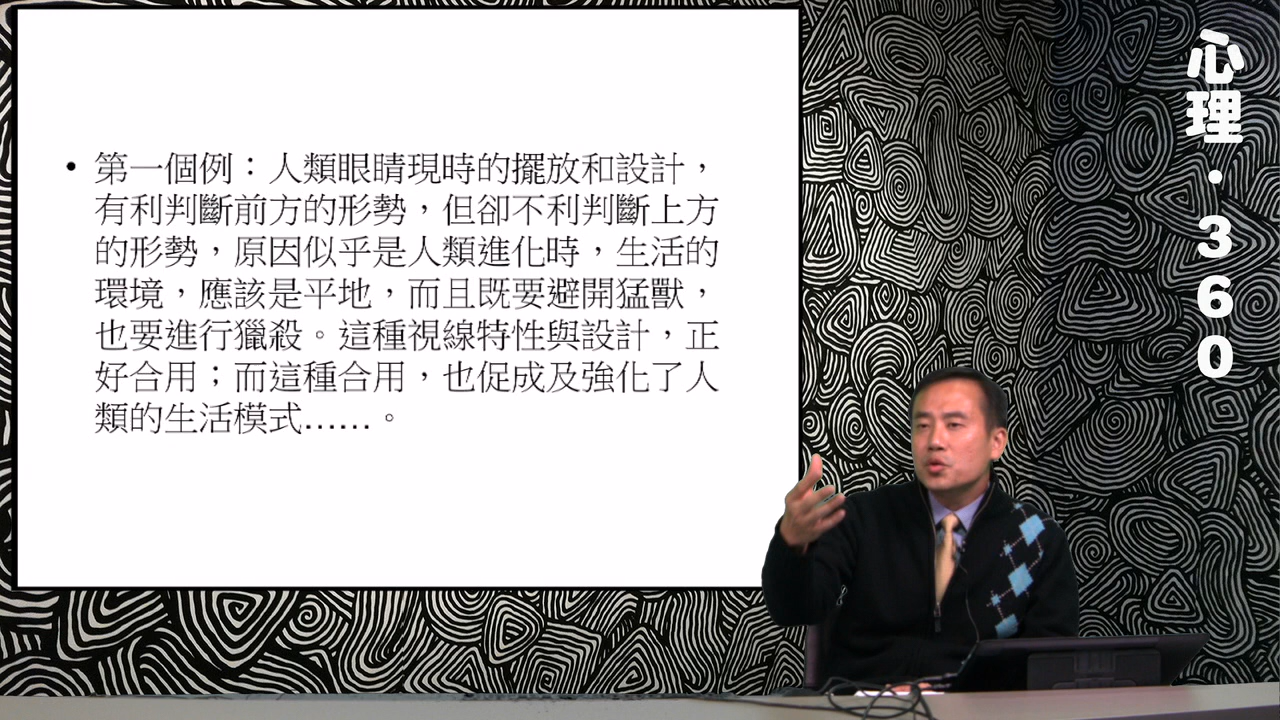 • 第一個例：人類眼睛現時的擺放和設計，
有利判斷前方的形勢，但卻不利判斷上方
的形勢，原因似乎是人類進化時，生活的
環境，應該是平地，而且既要避開猛獸，
也要進行獵殺。這種視線特性與設計，正
好合用；而這種合用，也促成及強化了人
類的生活模式……。
心理・360